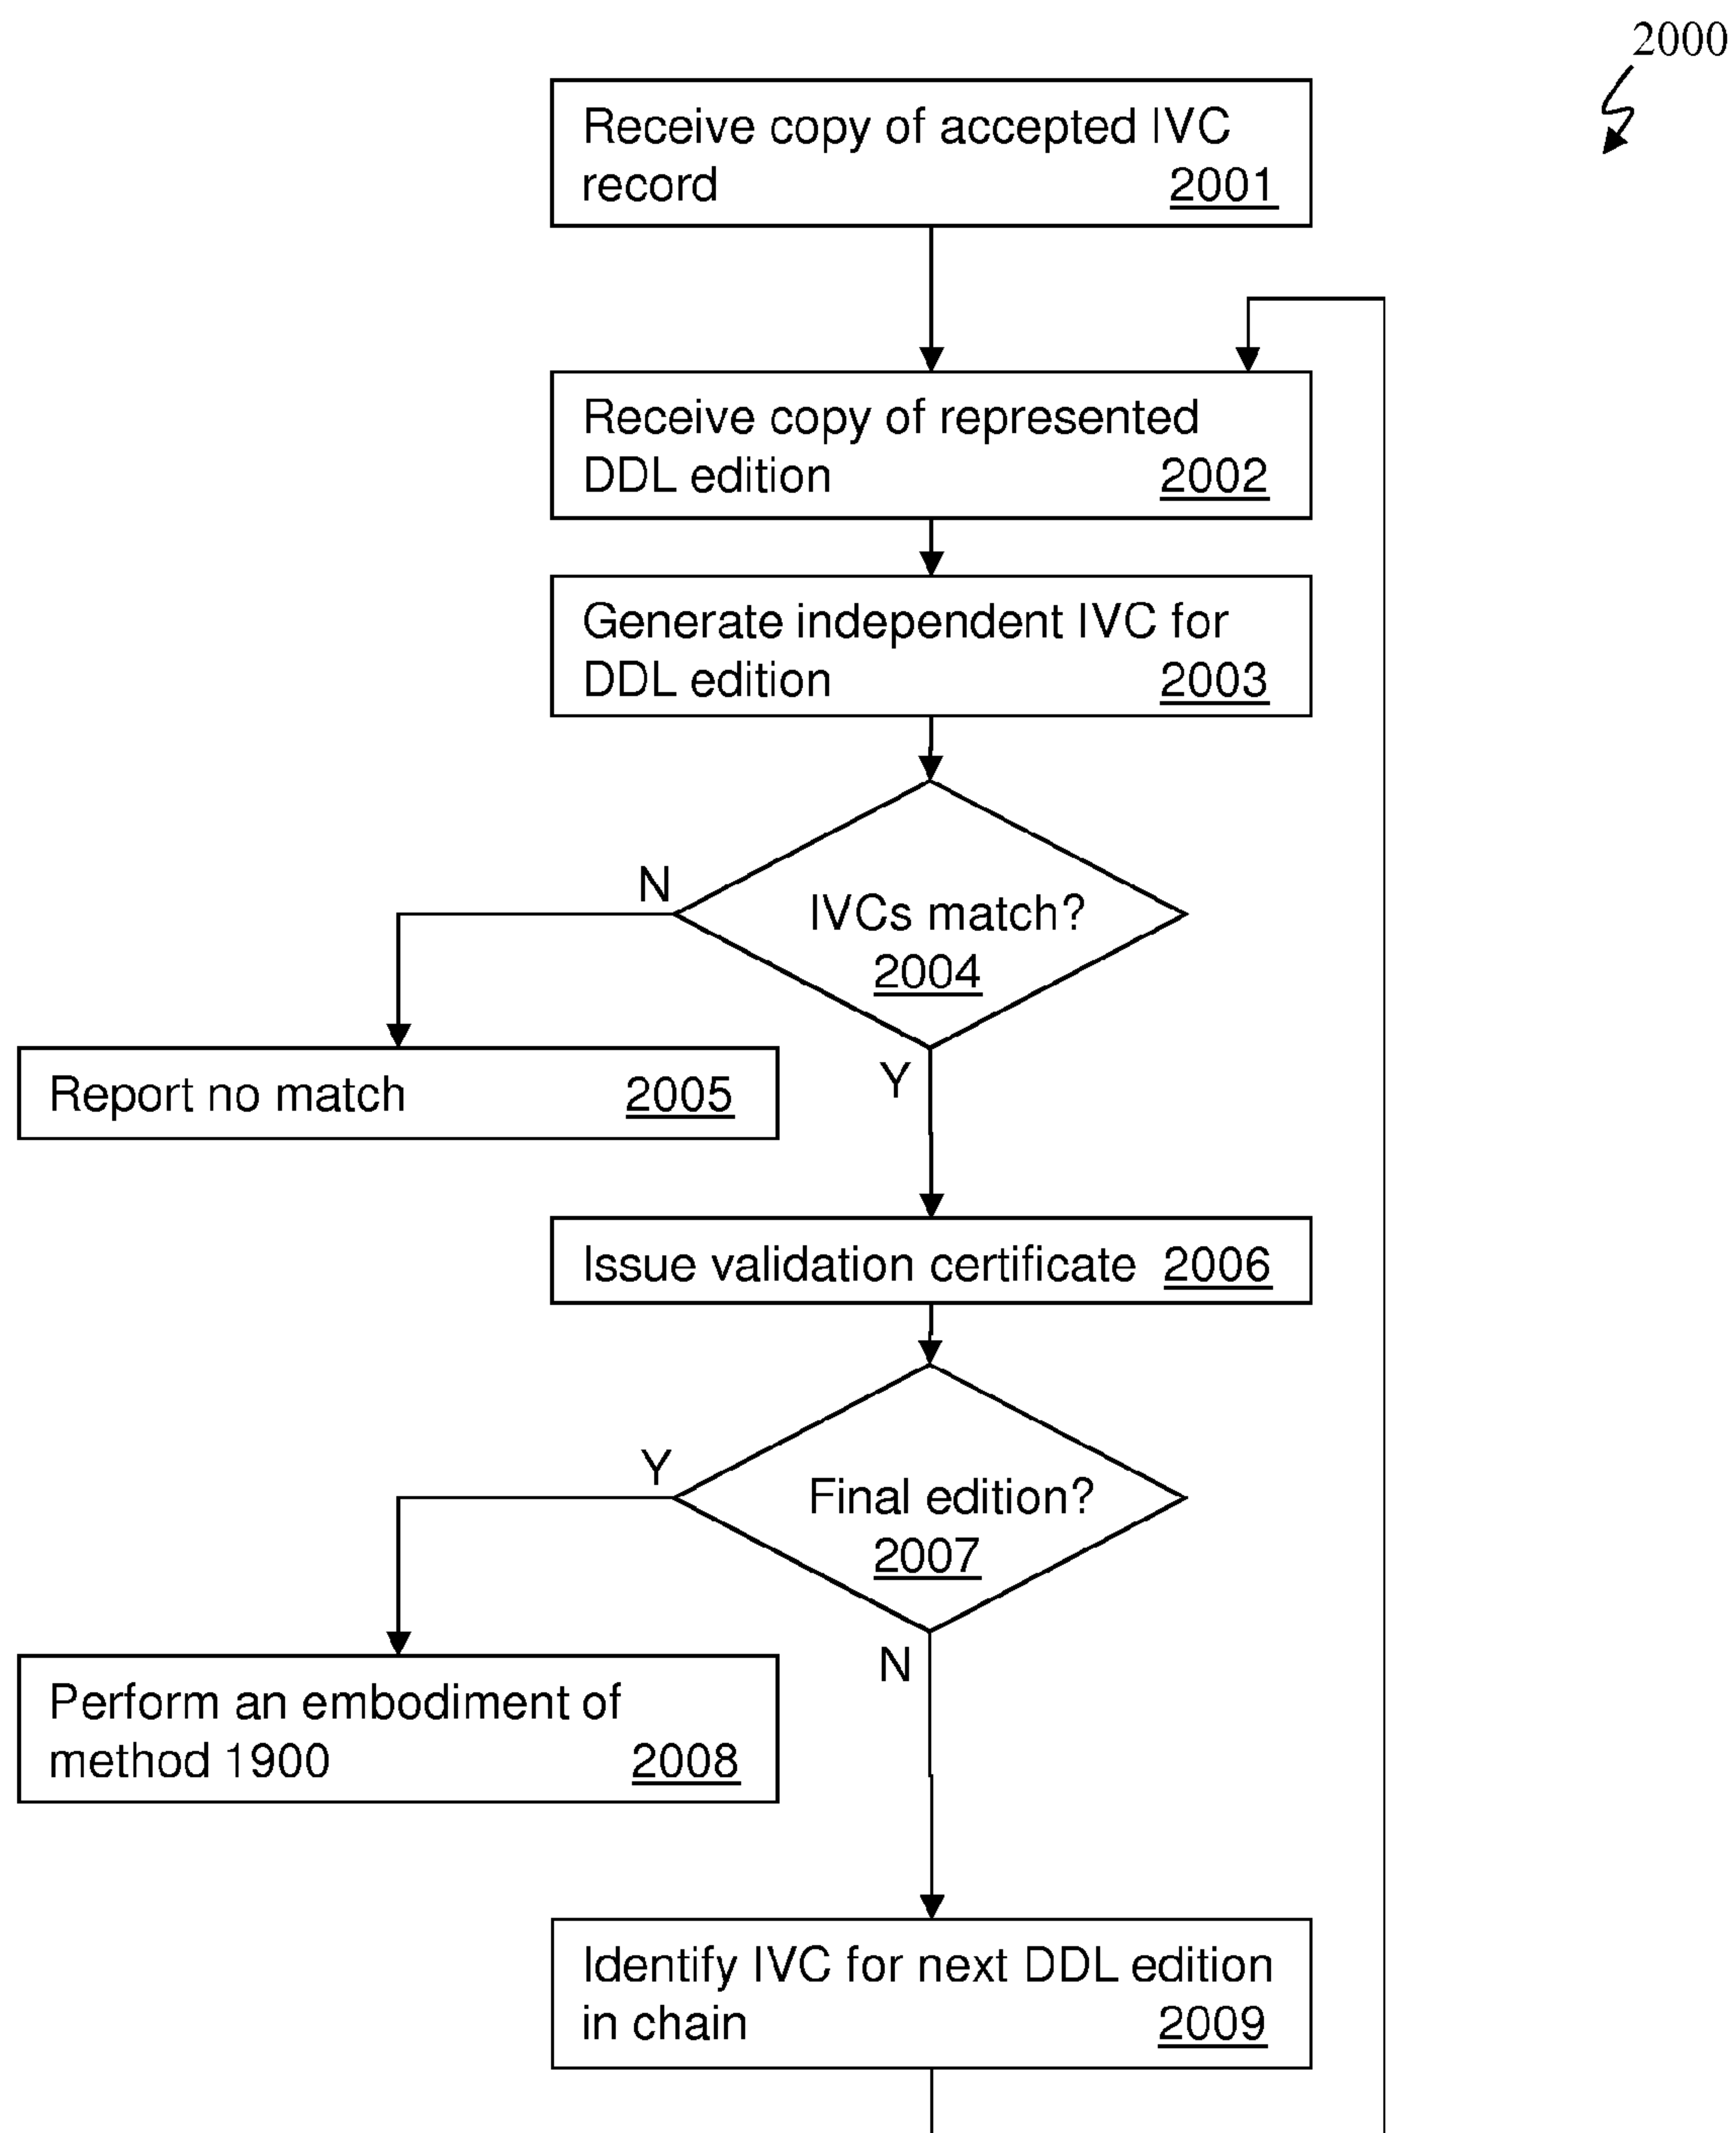 2000
Receive copy of accepted IVC
record 2001
Receive copy of represented
DDL edition 2002
Generate independent IVC for
DDL edition 2003
N
IVCs match?
2004
Report no match 2005
Y
Issue validation certificate 2006
Y
Final edition?
2007
N
Perform an embodiment of
method 1900 2008
Identify IVC for next DDL edition
in chain 2009